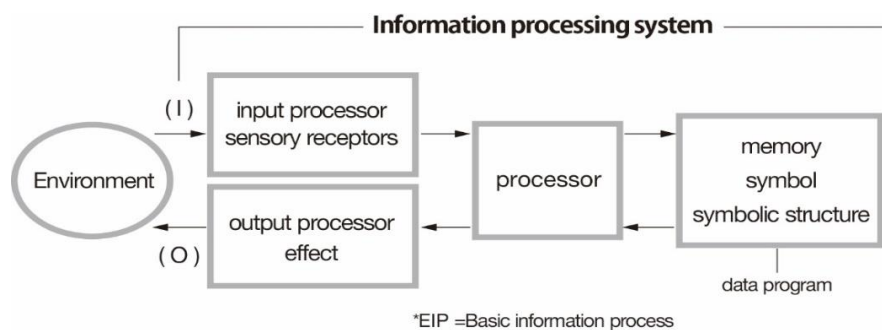 Information processing system
(I)
input processor
sensory receptors
Environment
processor
memory
symbol
symbolic structure
output processor
effect
(O)
data program
*EIP =Basic information process